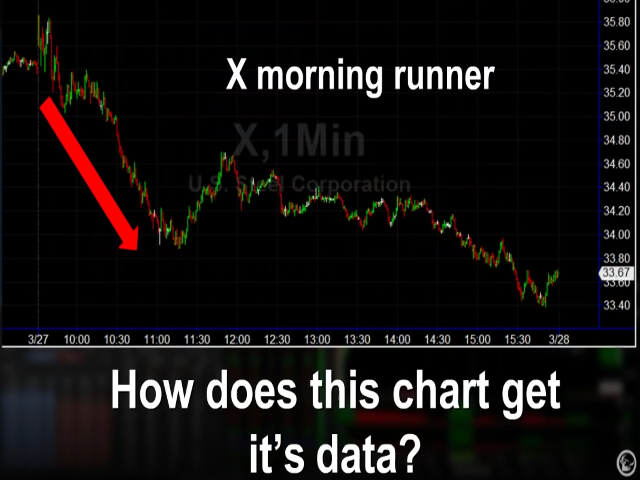 35.80
35.60
X morning runner
35.40
35.20
35.00
X,1Min
34.80
34.60
U.S. Steel Corporation
34.40
34.20
34.00
33.80
33.67
33.60
33.40
3/27 10:00 10:30 11:00 11:30 12:00 12:30 13:00 13:30 14:00 14:30 15:00 15:30 3/28
How does this chart get
it's data?